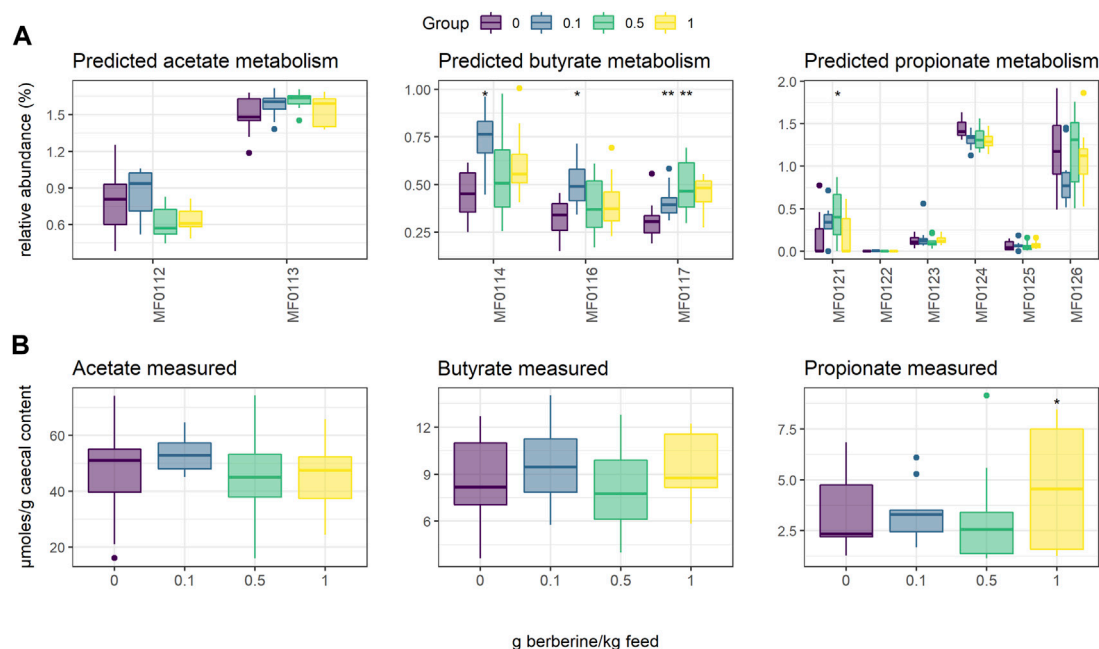 Group 0 0.1 0.5 1
A
Predicted acetate metabolism Predicted butyrate metabolism Predicted propionate metabolism
relative abundance (%)
1.5
1.2
0.9
0.6
MF0112 MF0113
1.00
0.75
0.50
0.25
* * ** **
MF0114 MF0116 MF0117
2.0
1.5
1.0
0.5
0.0
*
MF0121 MF0122 MF0123 MF0124 MF0125 MF0126
B
Acetate measured Butyrate measured Propionate measured
µmoles/g caecal content
60
40
20
0 0.1 0.5 1
12
9
6
0 0.1 0.5 1
7.5
5.0
2.5
*
0 0.1 0.5 1
g berberine/kg feed